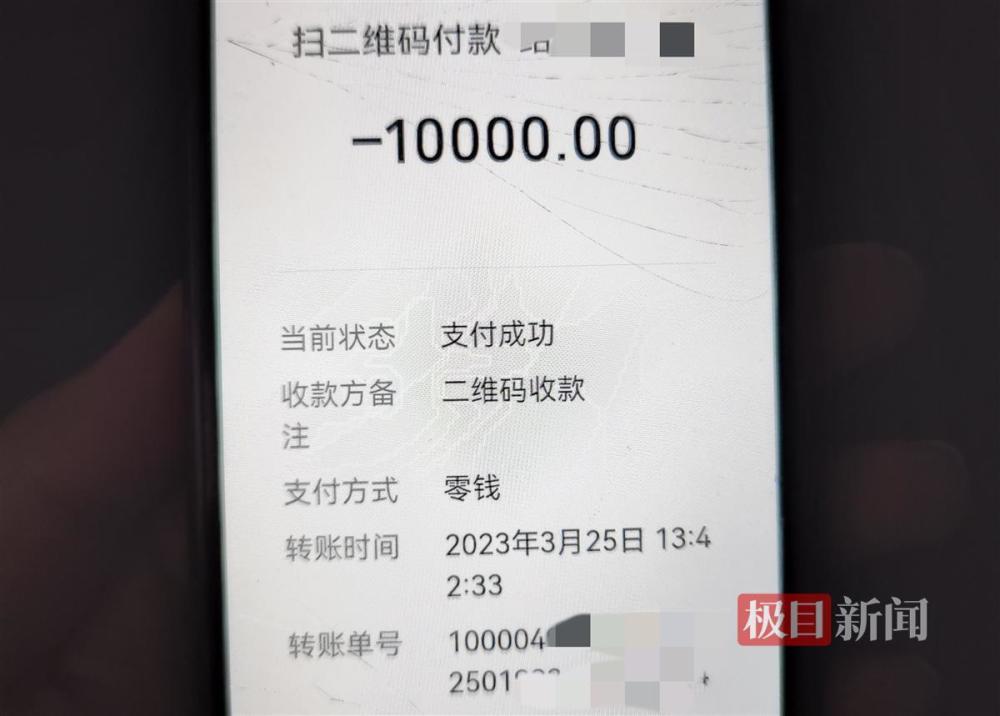 扫二维码付款
-10000.00
当前状态 支付成功
收款方备 二维码收款
注
支付方式 零钱
转账时间 2023年3月25日 13:4
2:33
转账单号 100004
2501
极目新闻